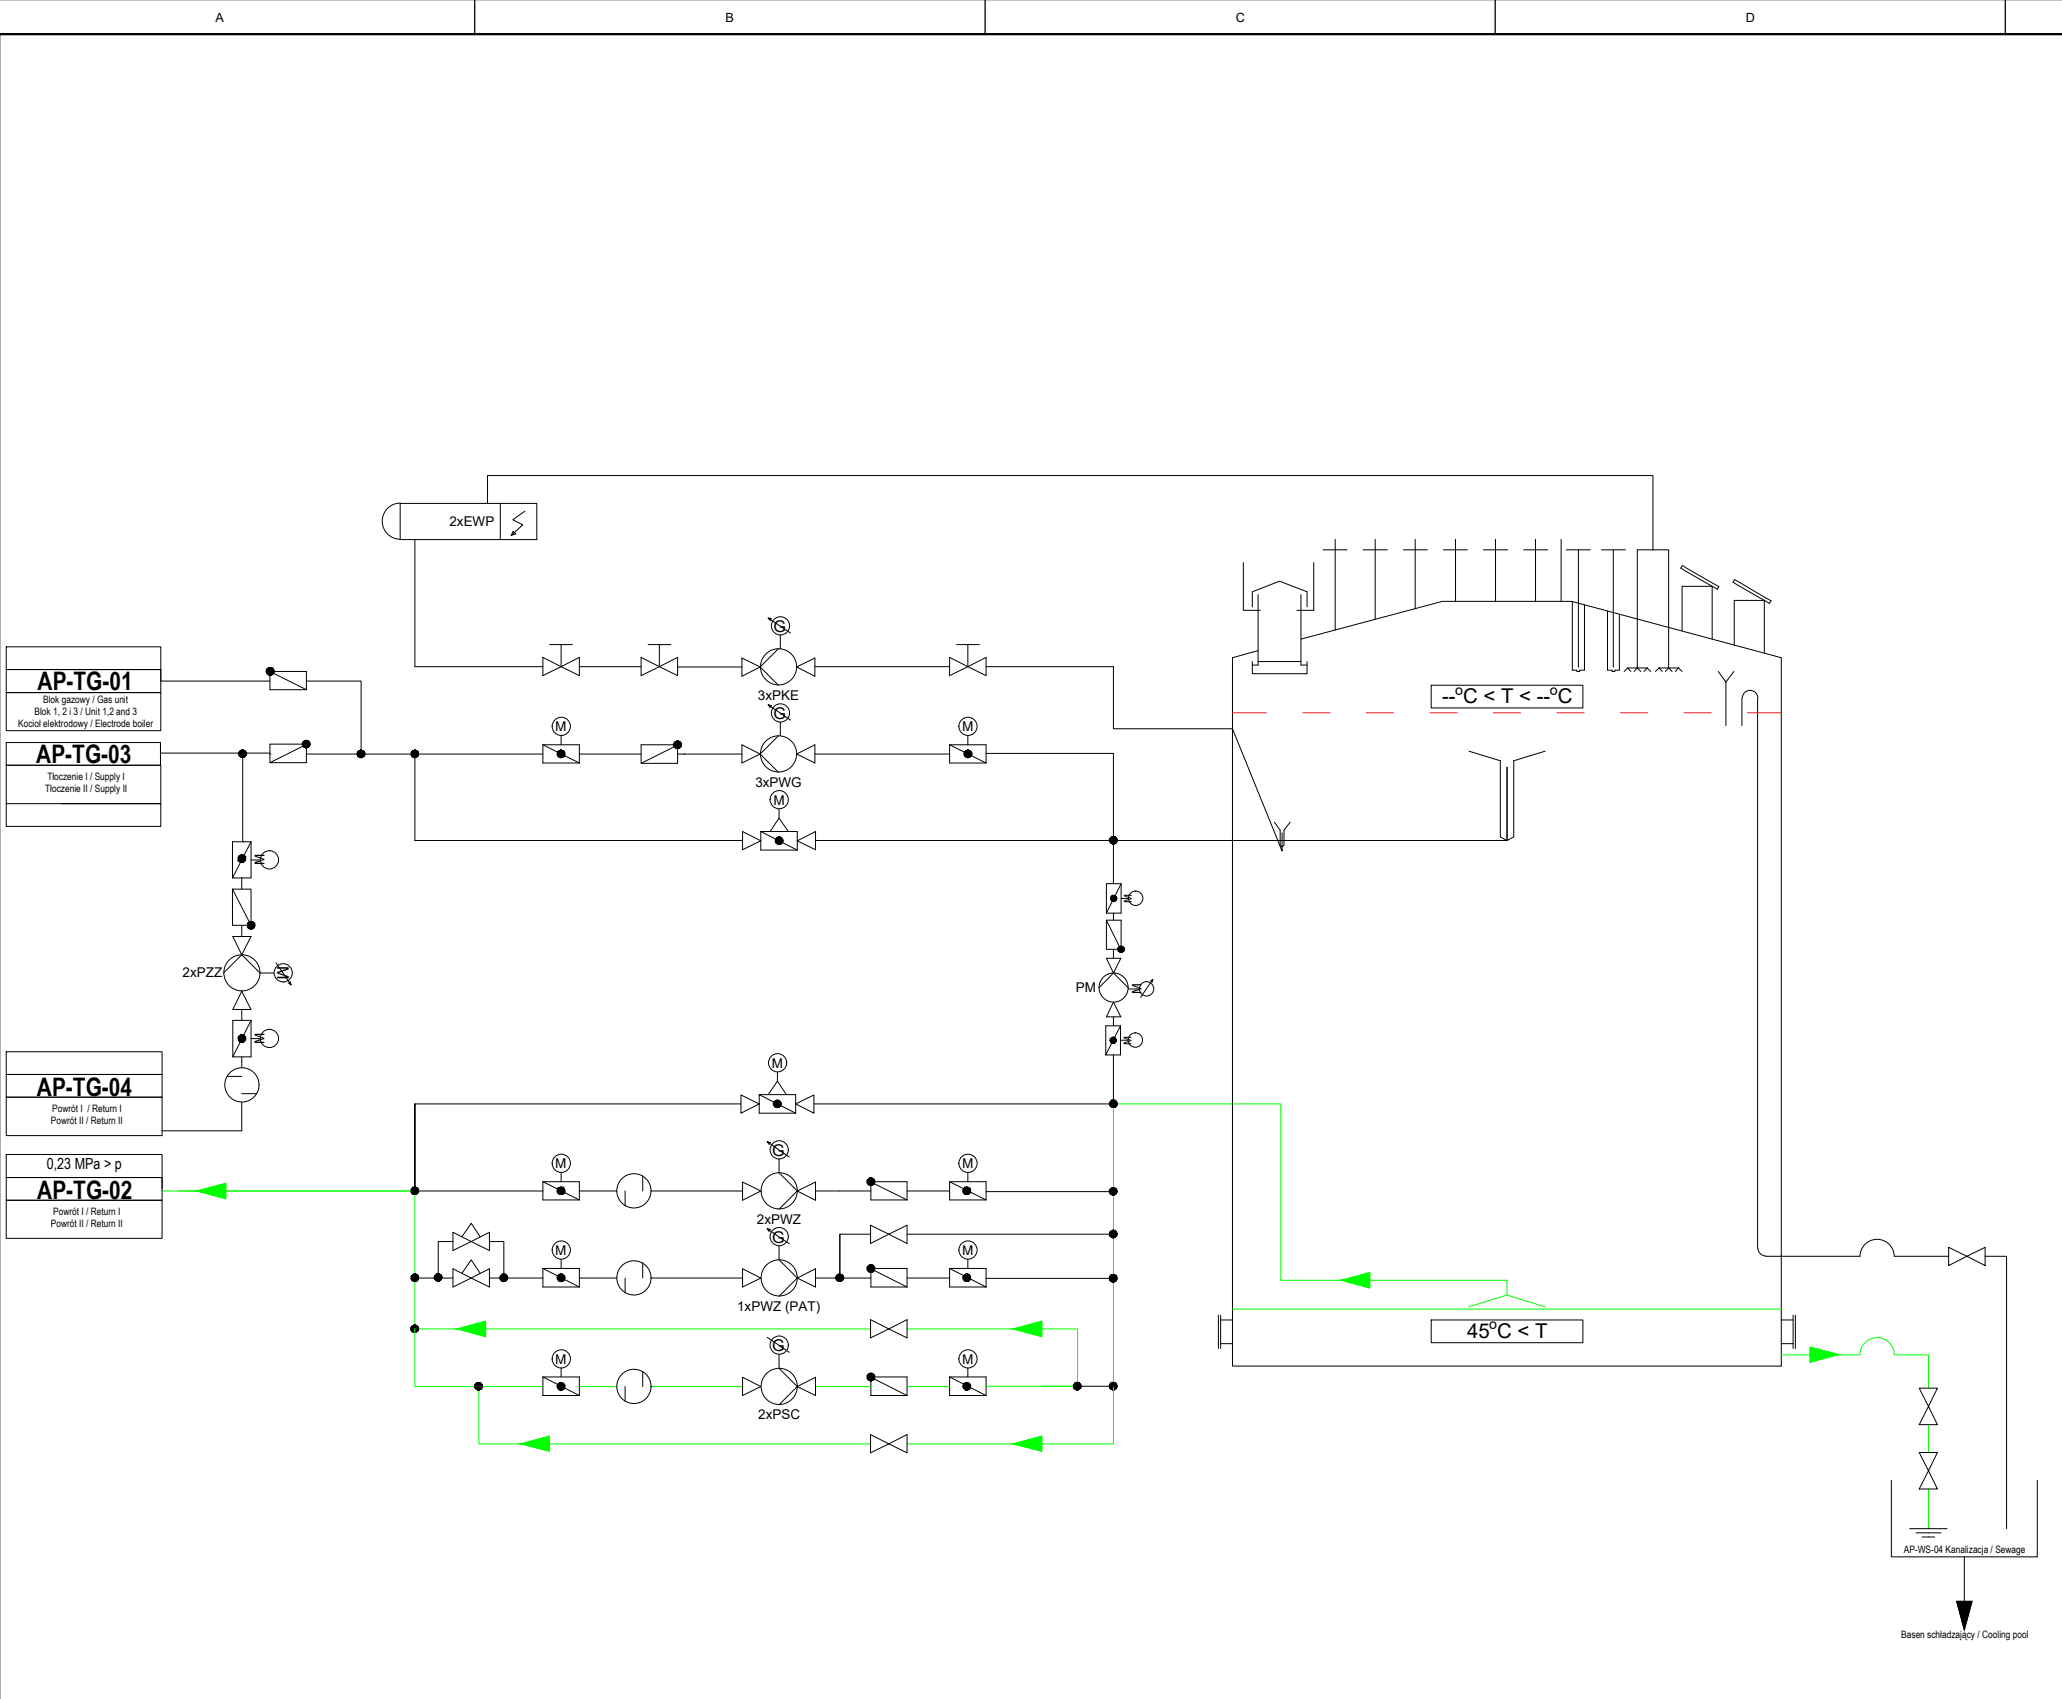 A
B
C
D
2xEWP
G
3xPKE
AP-TG-01
Blok gazowy / Gas unit
Blok 1, 2 i 3 / Unit 1,2 and 3
Kocioł elektrodowy / Electrode boiler
--°C < T < --°C
M
G
M
3xPWG
AP-TG-03
Tłoczenie I / Supply I
Tłoczenie II / Supply II
M
M
M
2xPZZ
M
PM
M
M
M
AP-TG-04
Powrót I / Return I
Powrót II / Return II
M
0,23 MPa > p
AP-TG-02
Powrót I / Return I
Powrót II / Return II
M
G
M
2xPWZ
M
G
M
1xPWZ (PAT)
45°C < T
M
G
M
2xPSC
AP-WS-04 Kanalizacja / Sewage
Basen schładzający / Cooling pool